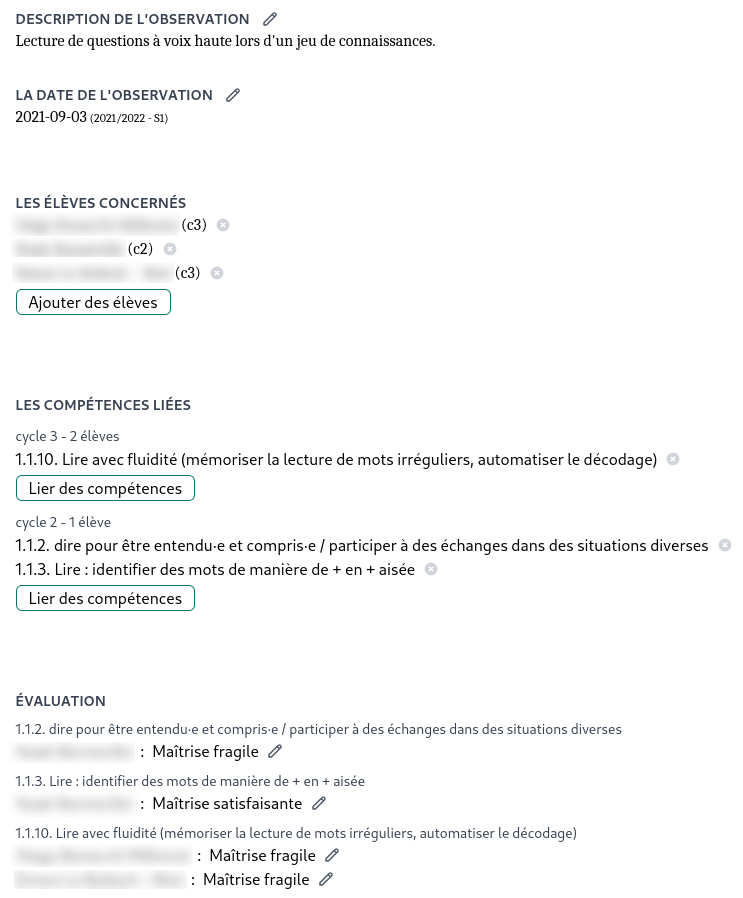 DESCRIPTION DE L'OBSERVATION
Lecture de questions à voix haute lors d'un jeu de connaissances.
LA DATE DE L'OBSERVATION
2021-09-03 (2021/2022 - S1)
LES ÉLÈVES CONCERNÉS
(c3)
(c2)
(c3)
Ajouter des élèves
LES COMPÉTENCES LIÉES
cycle 3 - 2 élèves
1.1.10. Lire avec fluidité (mémoriser la lecture de mots irréguliers, automatiser le décodage)
Lier des compétences
cycle 2 - 1 élève
1.1.2. dire pour être entendu·e et compris·e / participer à des échanges dans des situations diverses
1.1.3. Lire : identifier des mots de manière de + en + aisée
Lier des compétences
ÉVALUATION
1.1.2. dire pour être entendu·e et compris·e / participer à des échanges dans des situations diverses
: Maîtrise fragile
1.1.3. Lire : identifier des mots de manière de + en + aisée
: Maîtrise satisfaisante
1.1.10. Lire avec fluidité (mémoriser la lecture de mots irréguliers, automatiser le décodage)
: Maîtrise fragile
: Maîtrise fragile